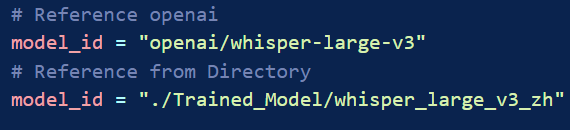 # Reference openai
model_id = "openai/whisper-large-v3"
# Reference from Directory
model_id = "./Trained_Model/whisper_large_v3_zh"